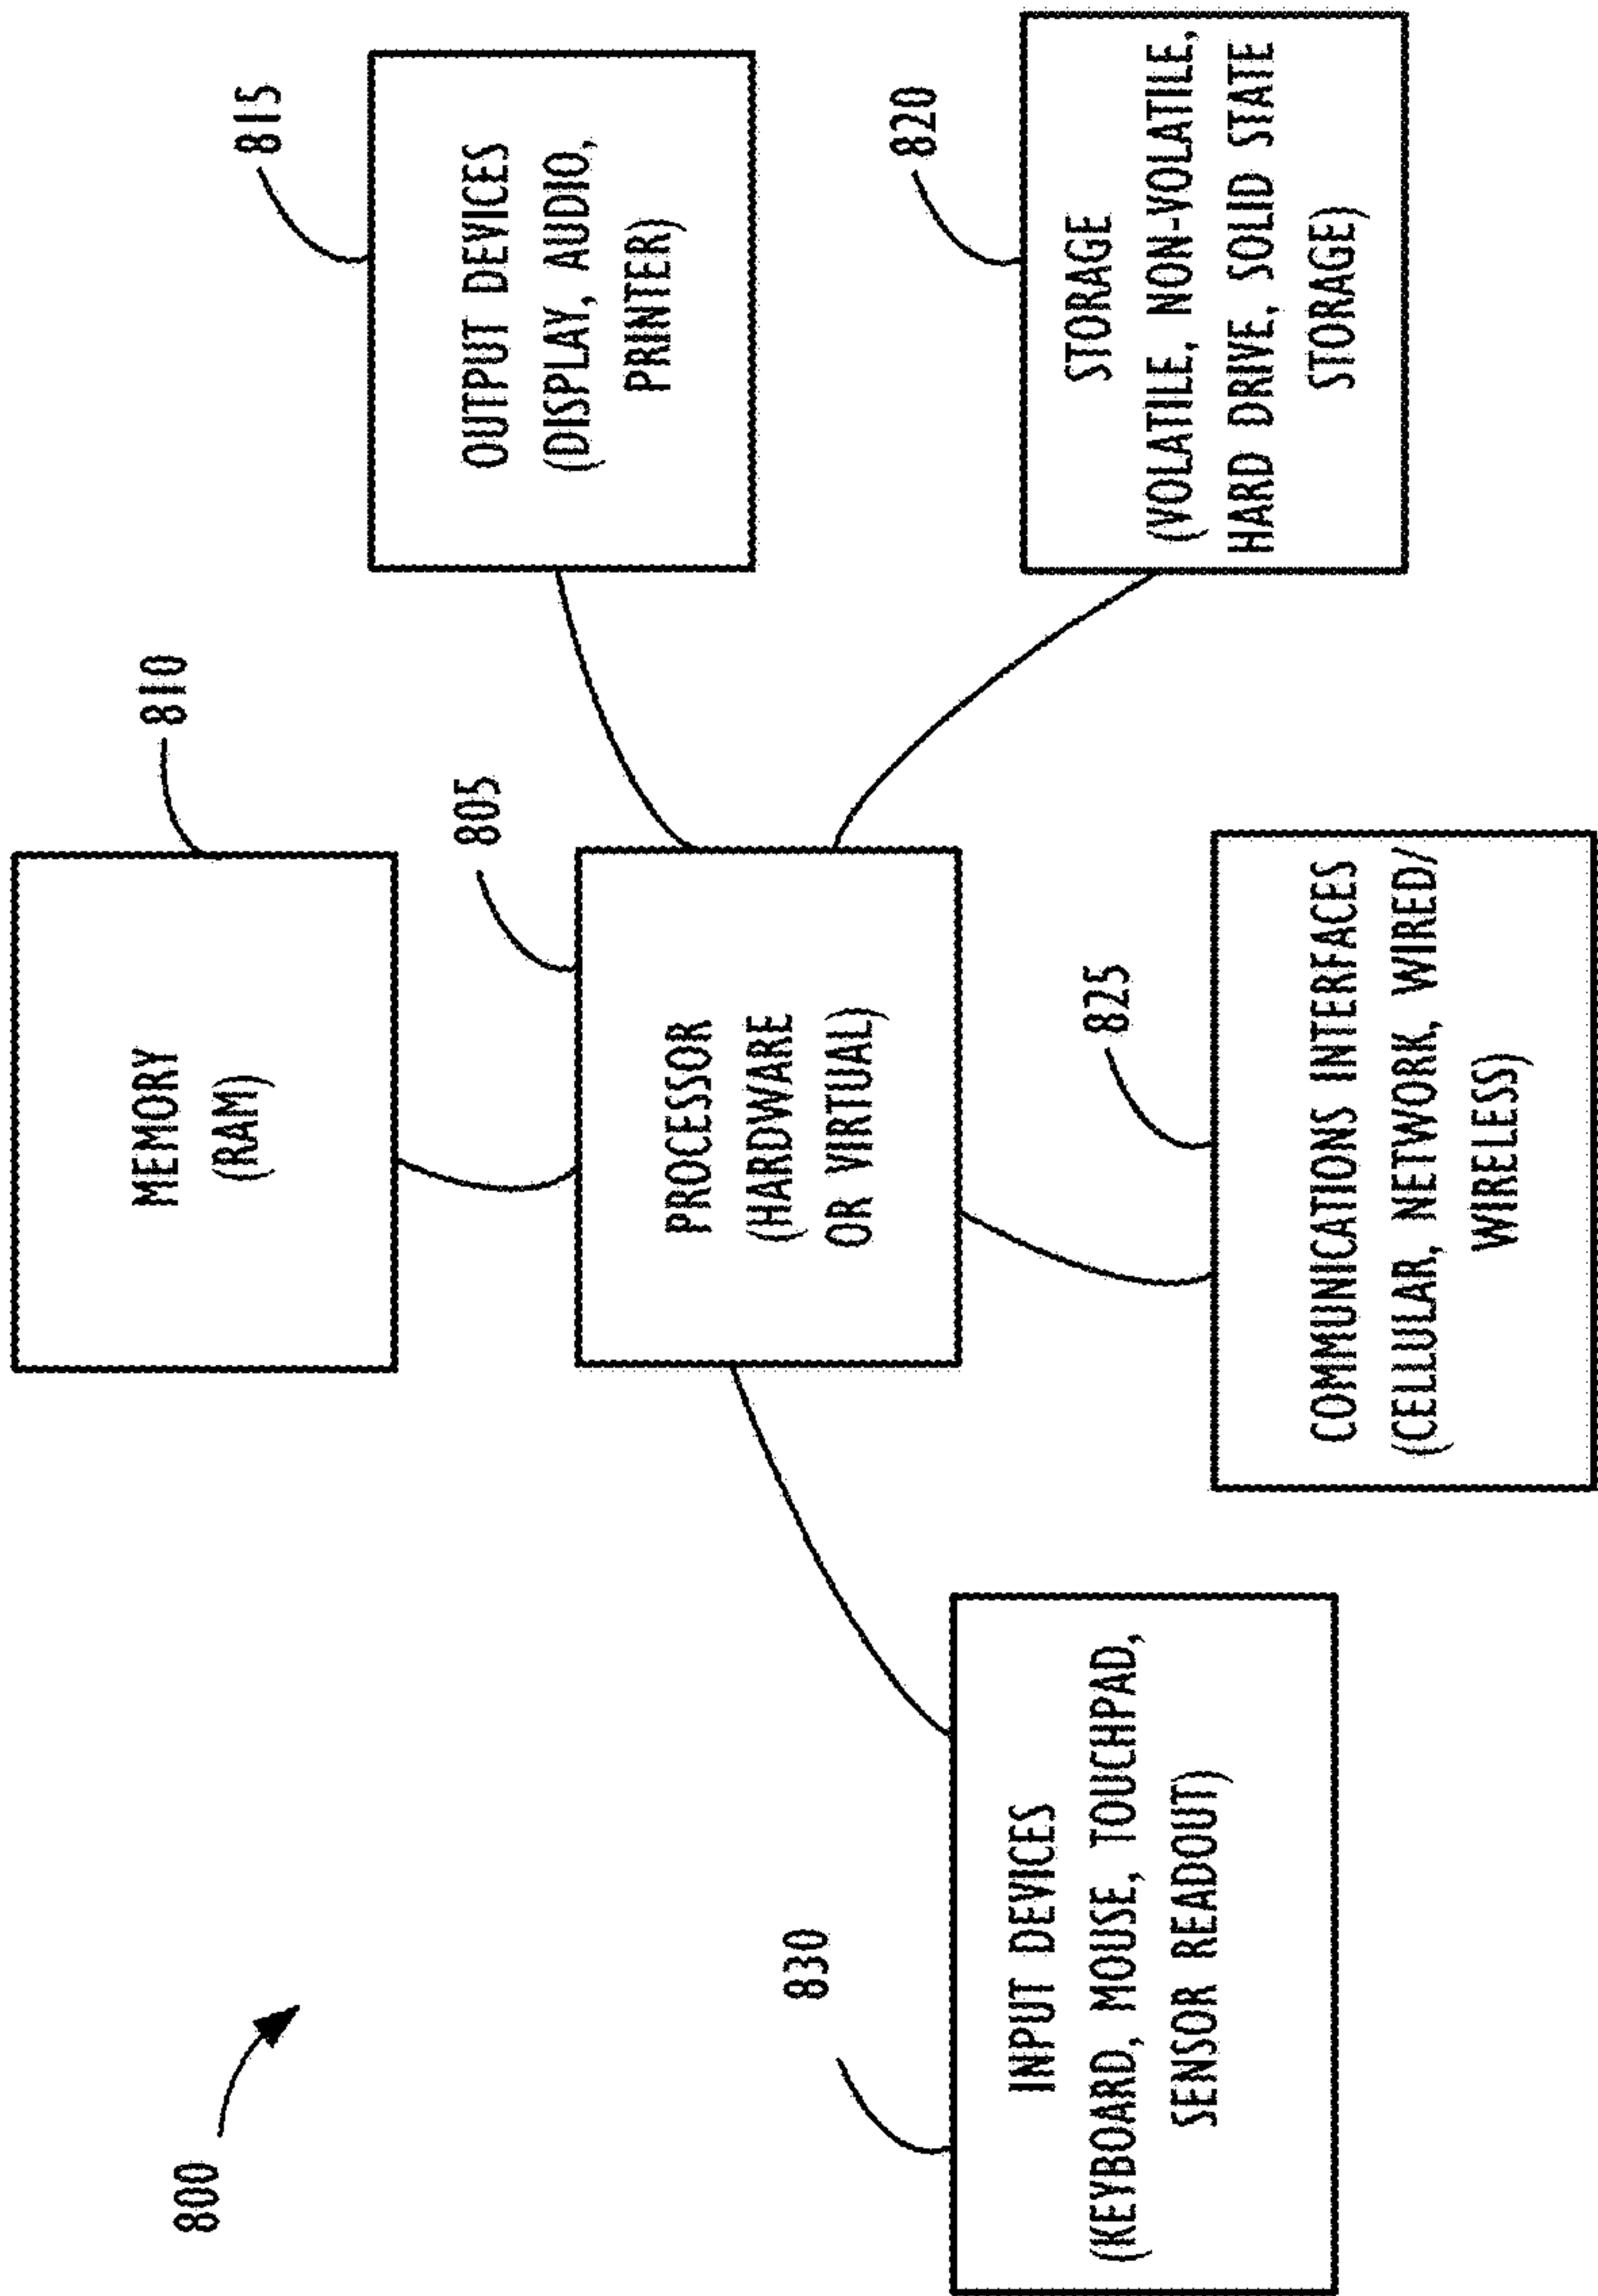 800
810
MEMORY
(RAM)
805
PROCESSOR
(HARDWARE
OR VIRTUAL)
815
OUTPUT DEVICES
(DISPLAY, AUDIO,
PRINTER)
830
INPUT DEVICES
(KEYBOARD, MOUSE, TOUCHPAD,
SENSOR READOUT)
825
COMMUNICATIONS INTERFACES
(CELLULAR, NETWORK, WIRED/
WIRELESS)
820
STORAGE
(VOLATILE, NON-VOLATILE,
HARD DRIVE, SOLID STATE
STORAGE)